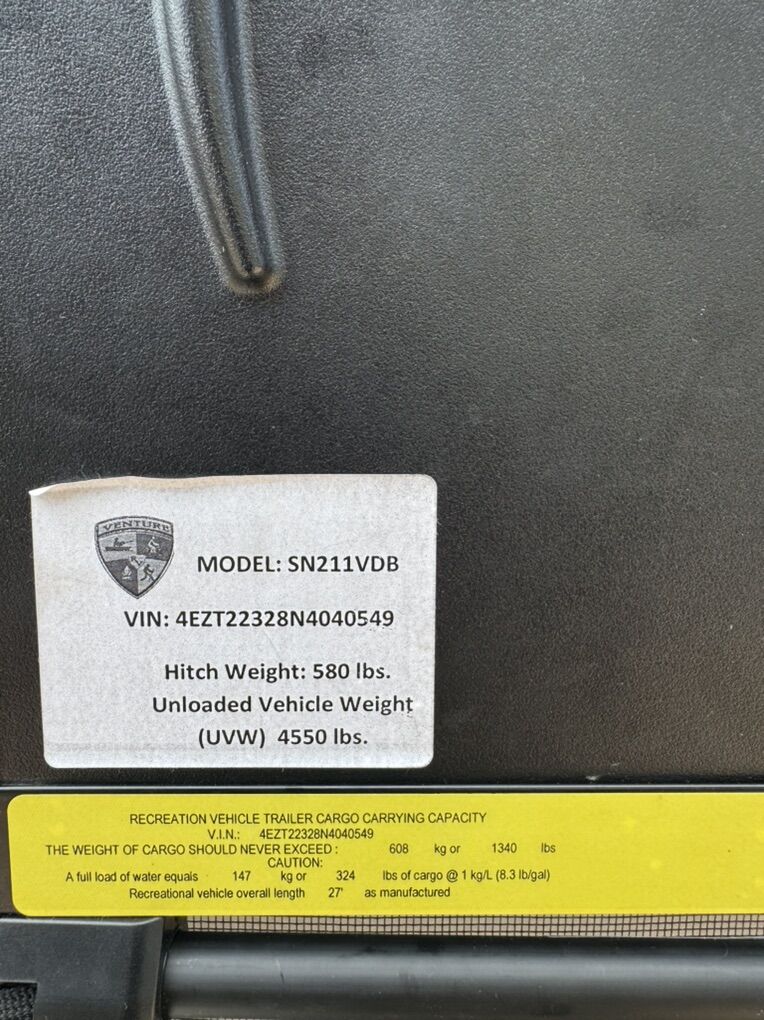 VENTURE
MODEL: SN211VDB
VIN: 4EZT22328N4040549
Hitch Weight: 580 lbs.
Unloaded Vehicle Weight
(UVW) 4550 lbs.
RECREATION VEHICLE TRAILER CARGO CARRYING CAPACITY
V.I.N.: 4EZT22328N4040549
THE WEIGHT OF CARGO SHOULD NEVER EXCEED : 608 kg or 1340 lbs
CAUTION:
A full load of water equals 147 kg or 324 lbs of cargo @ 1 kg/L (8.3 lb/gal)
Recreational vehicle overall length 27' as manufactured